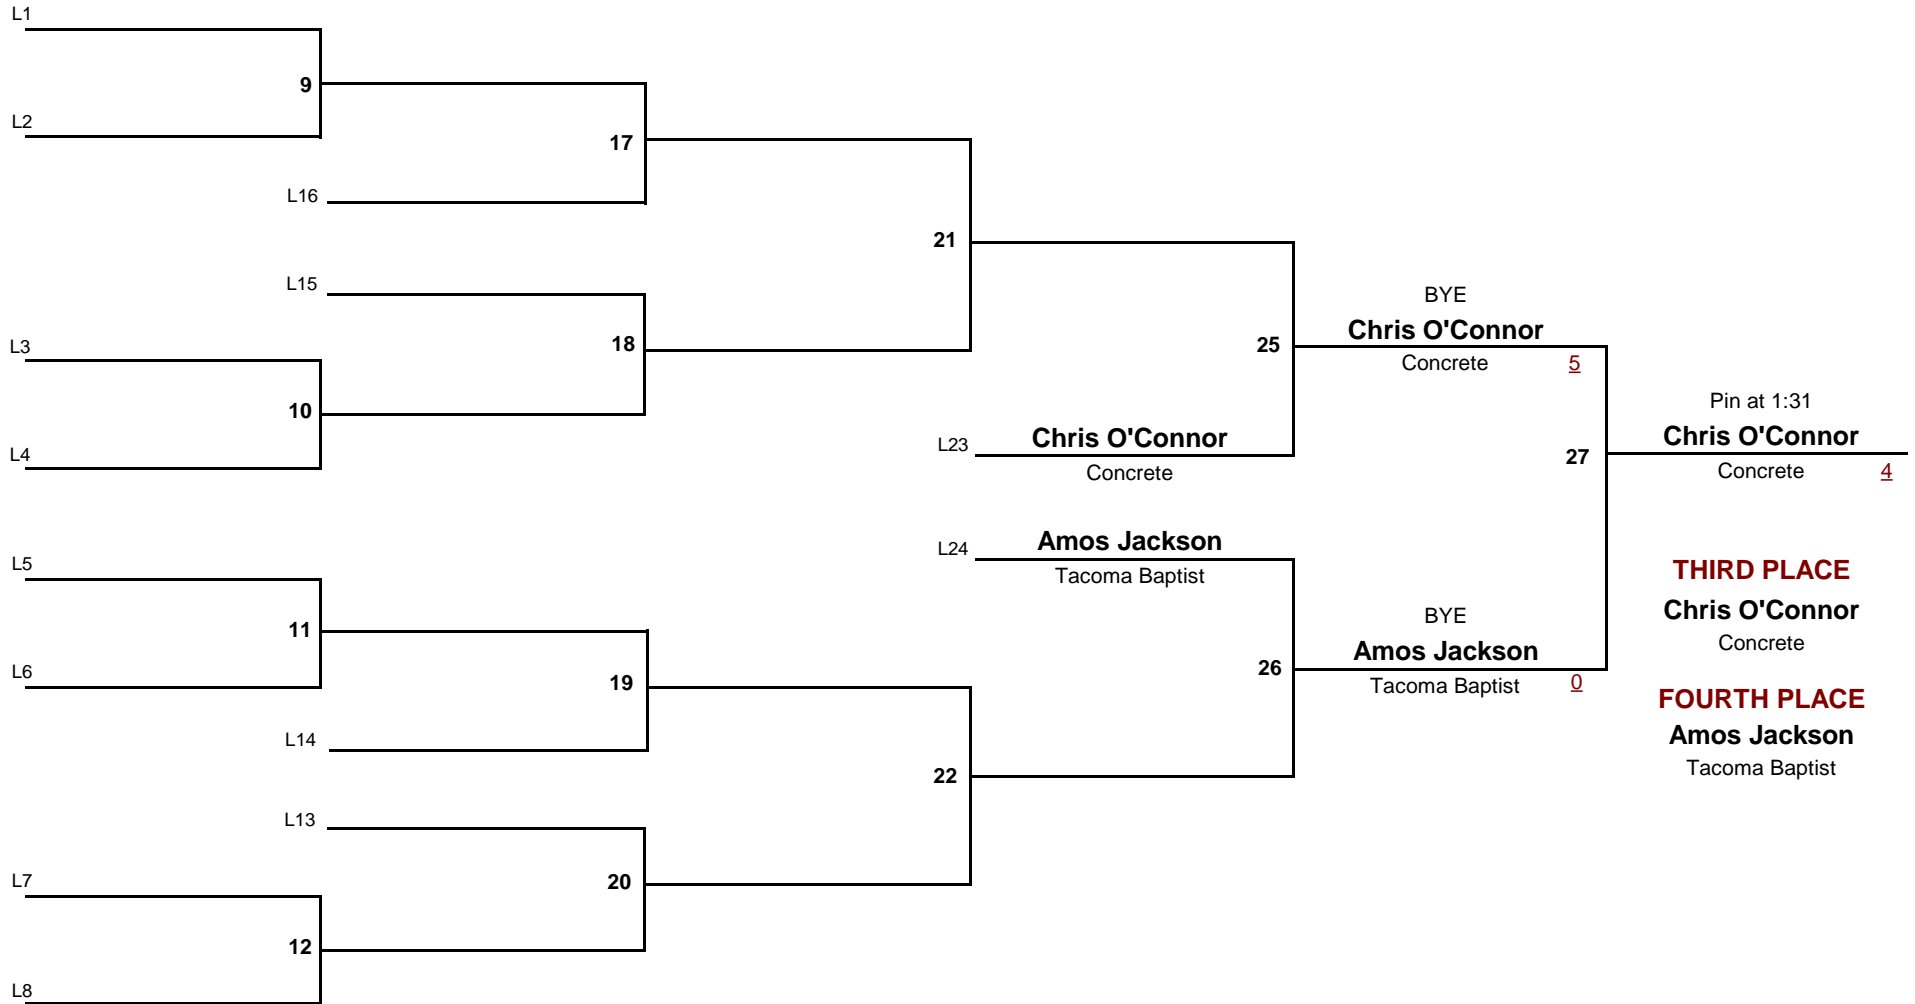 L1
9
L2
17
L16
21
L15
BYE
Chris O'Connor
L3
18
25
Concrete
5
Pin at 1:31
10
Chris O'Connor
L4
L23
Chris O'Connor
27
Concrete
4
Concrete
L24
Amos Jackson
L5
Tacoma Baptist
THIRD PLACE
Chris O'Connor
11
BYE
Concrete
L6
19
26
Amos Jackson
Tacoma Baptist
0
FOURTH PLACE
L14
Amos Jackson
22
Tacoma Baptist
L13
L7
20
12
L8